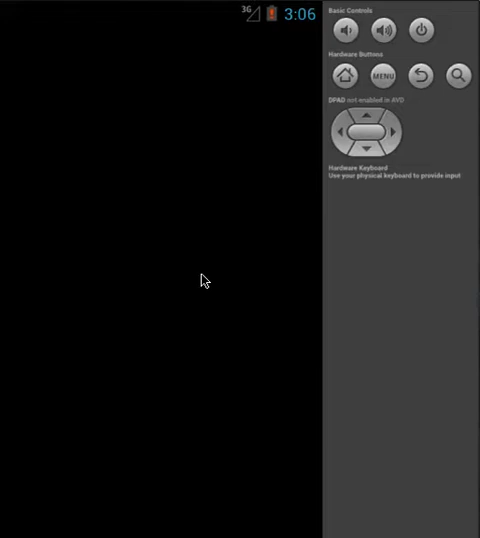 3G 3:06
Basic Controls
Hardware Buttons
MENU
DPAD not enabled in AVD
Hardware Keyboard
Use your physical keyboard to provide input